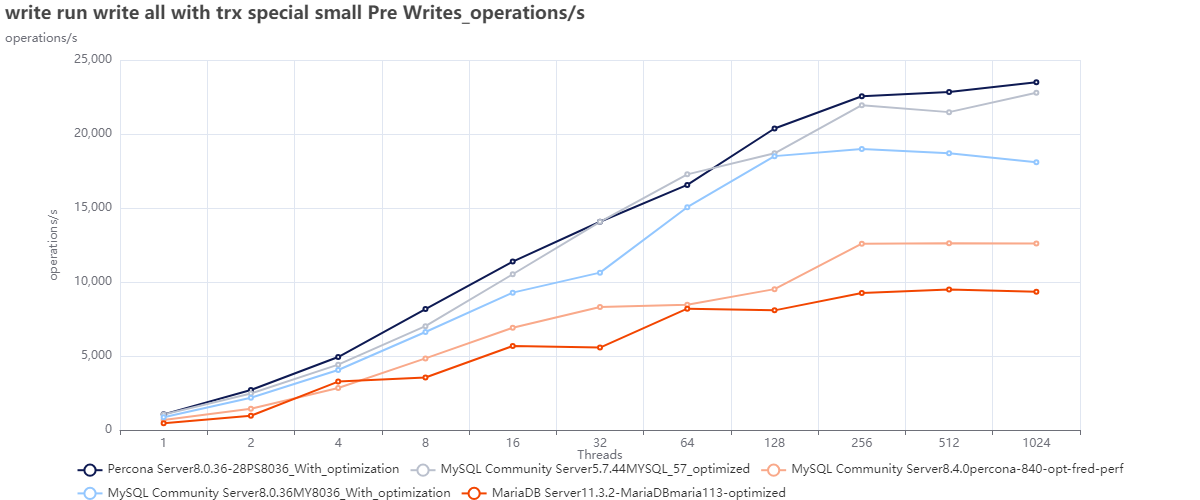 write run write all with trx special small Pre Writes_operations/s
operations/s
25,000
20,000
15,000
10,000
5,000
0
operations/s
1 2 4 8 16 32 64 128 256 512 1024
Threads
Percona Server8.0.36-28PS8036_With_optimization MySQL Community Server5.7.44MYSQL_57_optimized MySQL Community Server8.4.0percona-840-opt-fred-perf
MySQL Community Server8.0.36MY8036_With_optimization MariaDB Server11.3.2-MariaDBmaria113-optimized